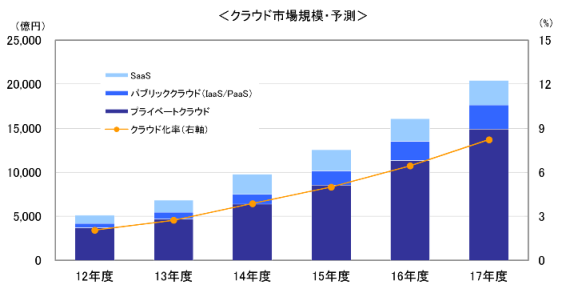 ＜クラウド市場規模・予測＞
(億円)
(%)
25,000
20,000
15,000
10,000
5,000
0
15
12
9
6
3
0
SaaS
パブリッククラウド(IaaS/PaaS)
プライベートクラウド
クラウド化率(右軸)
12年度 13年度 14年度 15年度 16年度 17年度